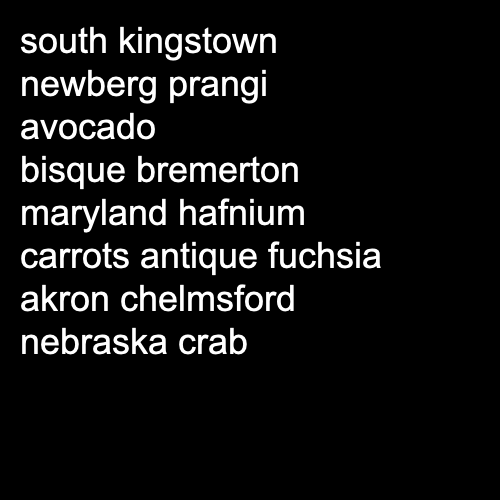 south kingstown
newberg prangi
avocado
bisque bremerton
maryland hafnium
carrots antique fuchsia
akron chelmsford
nebraska crab